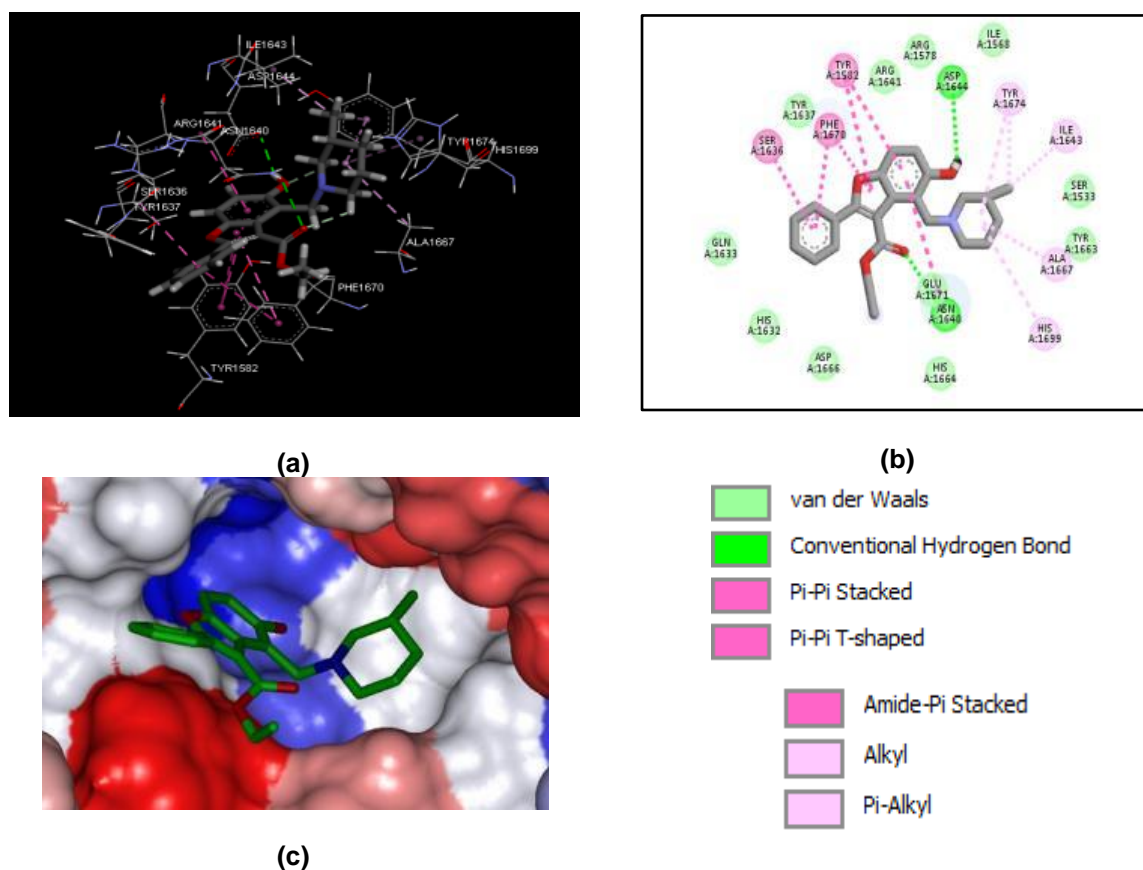 ILE1643
ASP1644
ARG1641
ASN1640
TYR1674
HIS1699
SER1636
TYR1637
ALA1667
PHE1670
TYR1582
(a)
ILE
A:1568
ARG
A:1578
TYR
A:1582
ARG
A:1641
ASP
A:1644
TYR
A:1674
TYR
A:1637
PHE
A:1670
ILE
A:1643
SER
A:1636
SER
A:1533
GLN
A:1633
TYR
A:1663
ALA
A:1667
GLU
A:1671
ASN
A:1640
HIS
A:1632
HIS
A:1699
ASP
A:1666
HIS
A:1664
(b)
van der Waals
Conventional Hydrogen Bond
Pi-Pi Stacked
Pi-Pi T-shaped
Amide-Pi Stacked
Alkyl
Pi-Alkyl
(c)